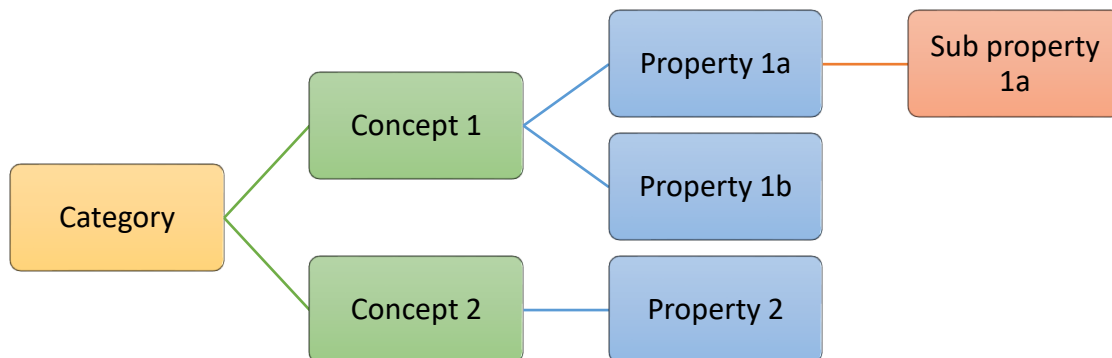 Property 1a
Sub property
1a
Concept 1
Property 1b
Category
Concept 2
Property 2